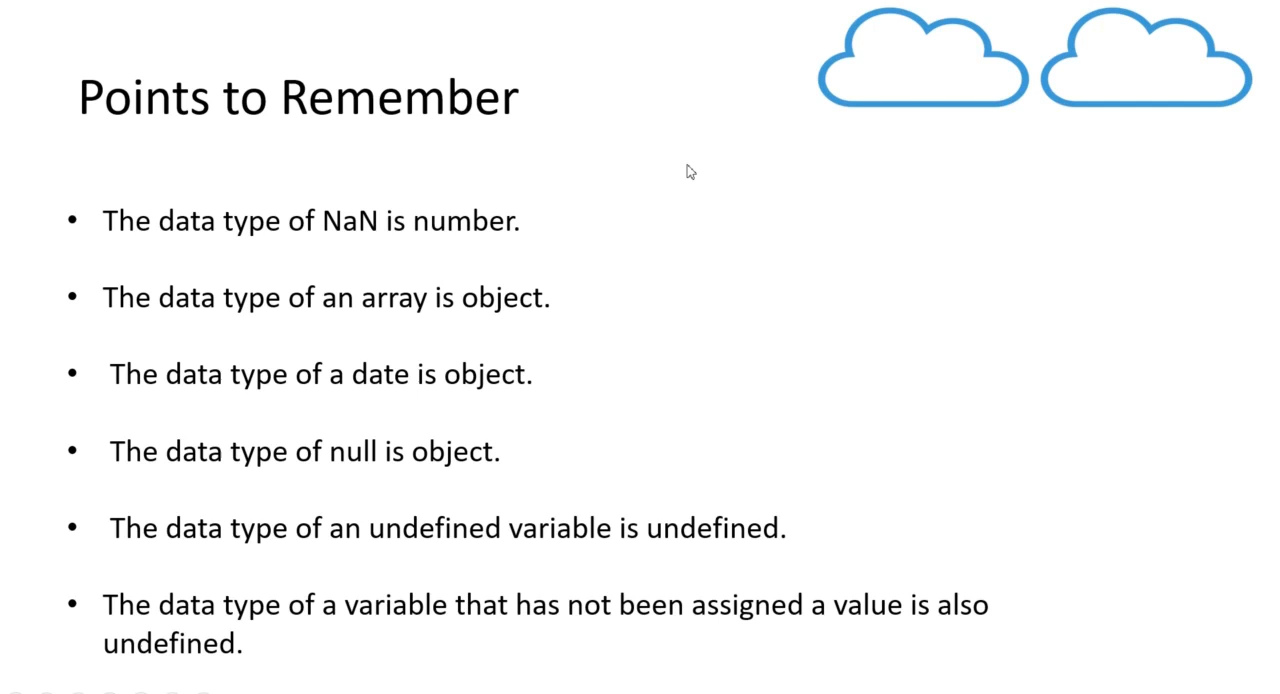 Points to Remember
• The data type of NaN is number.
• The data type of an array is object.
• The data type of a date is object.
• The data type of null is object.
• The data type of an undefined variable is undefined.
• The data type of a variable that has not been assigned a value is also
undefined.